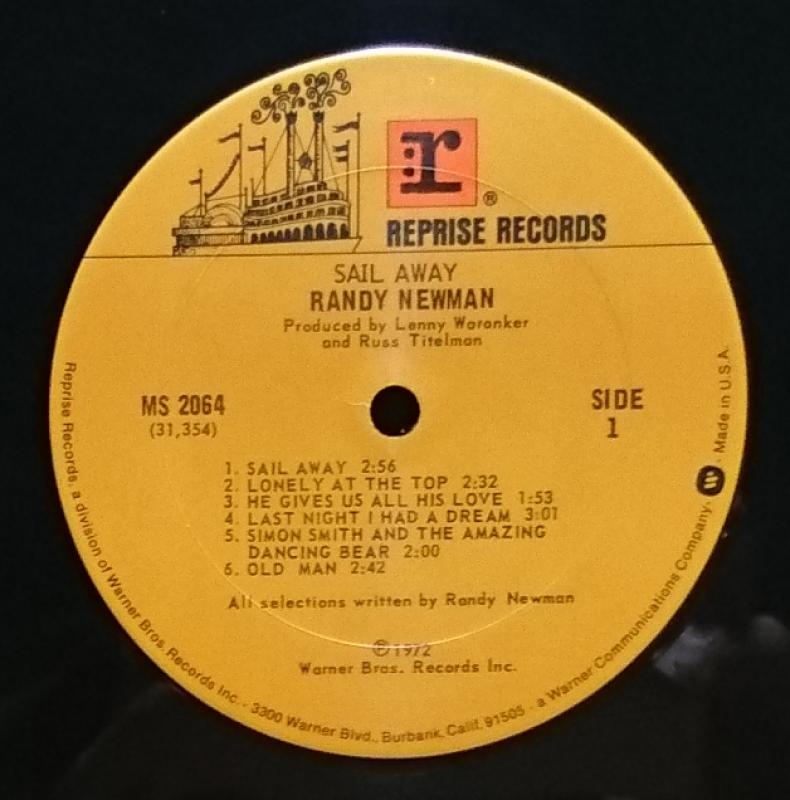 r ®
REPRISE RECORDS
SAIL AWAY
RANDY NEWMAN
Produced by Lenny Waronker
and Russ Titelman
MS 2064
(31,354)
SIDE
1
1. SAIL AWAY 2:56
2. LONELY AT THE TOP 2:32
3. HE GIVES US ALL HIS LOVE 1:53
4. LAST NIGHT I HAD A DREAM 3:01
5. SIMON SMITH AND THE AMAZING
DANCING BEAR 2:00
6. OLD MAN 2:42
All selections written by Randy Newman
℗ 1972
Warner Bros. Records Inc.
Reprise Records, a division of Warner Bros. Records Inc. · 3300 Warner Blvd., Burbank, Calif. 91505 · a Warner Communications Company · W · Made in U.S.A.